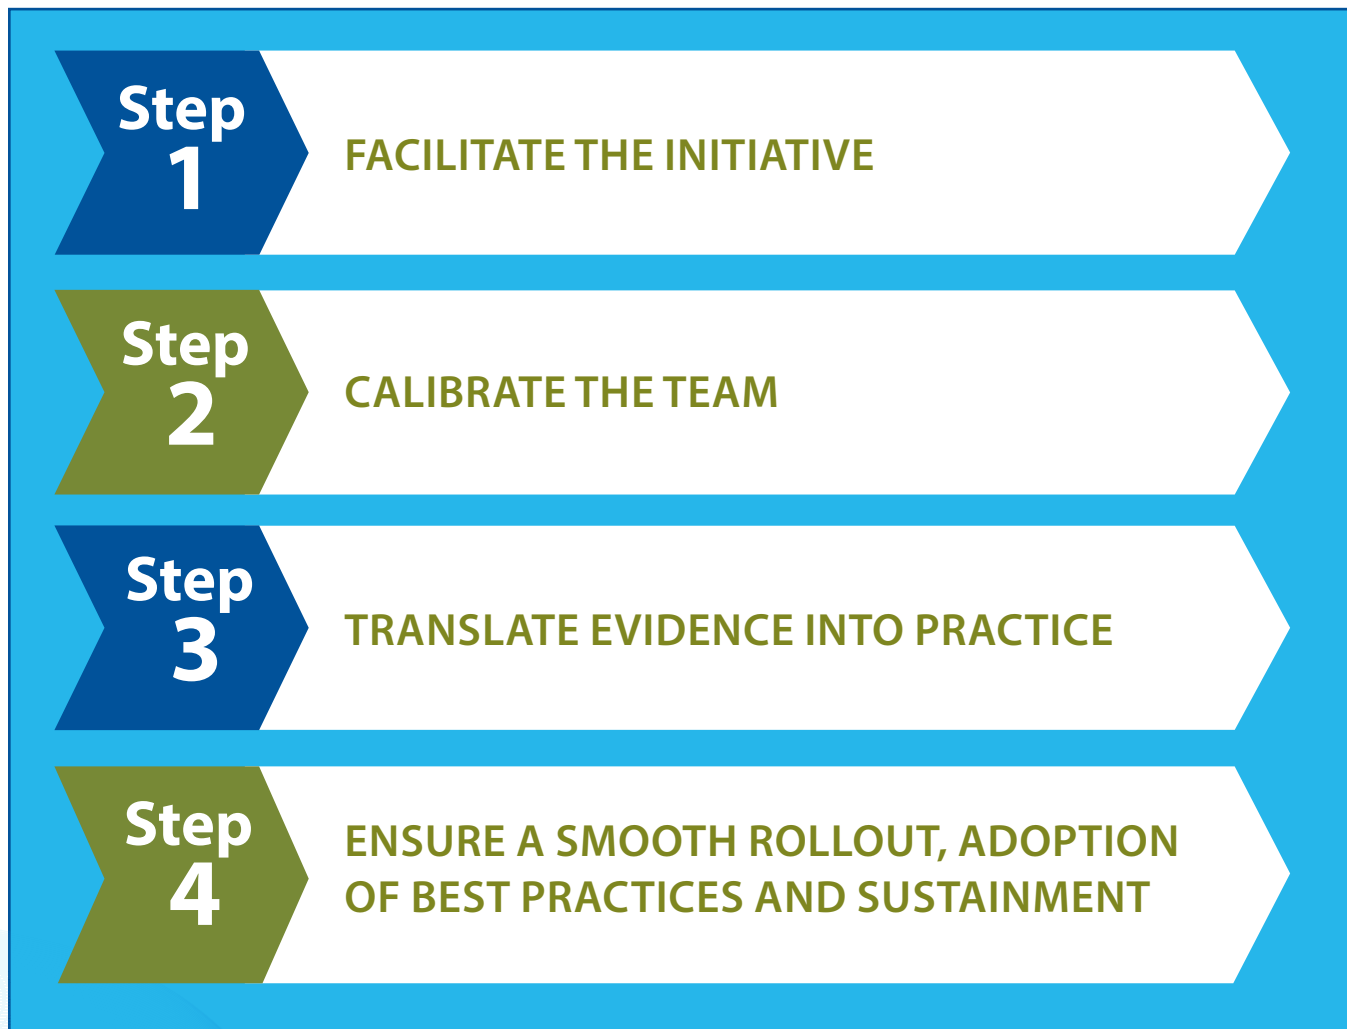 Step
1
FACILITATE THE INITIATIVE
Step
2
CALIBRATE THE TEAM
Step
3
TRANSLATE EVIDENCE INTO PRACTICE
Step
4
ENSURE A SMOOTH ROLLOUT, ADOPTION
OF BEST PRACTICES AND SUSTAINMENT